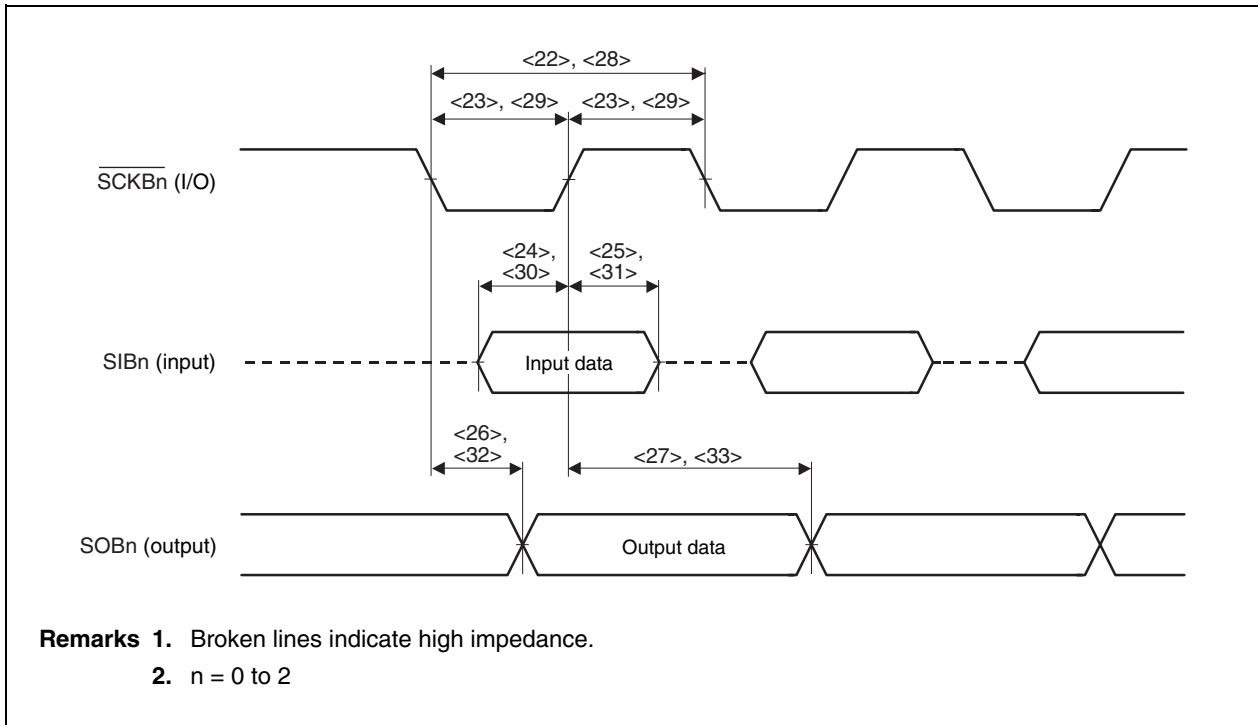 <22>, <28>
<23>, <29> <23>, <29>
SCKBn (I/O)
<24>, <25>,
<30> <31>
SIBn (input)
Input data
<26>,
<32>
<27>, <33>
SOBn (output)
Output data
Remarks 1. Broken lines indicate high impedance.
2. n = 0 to 2